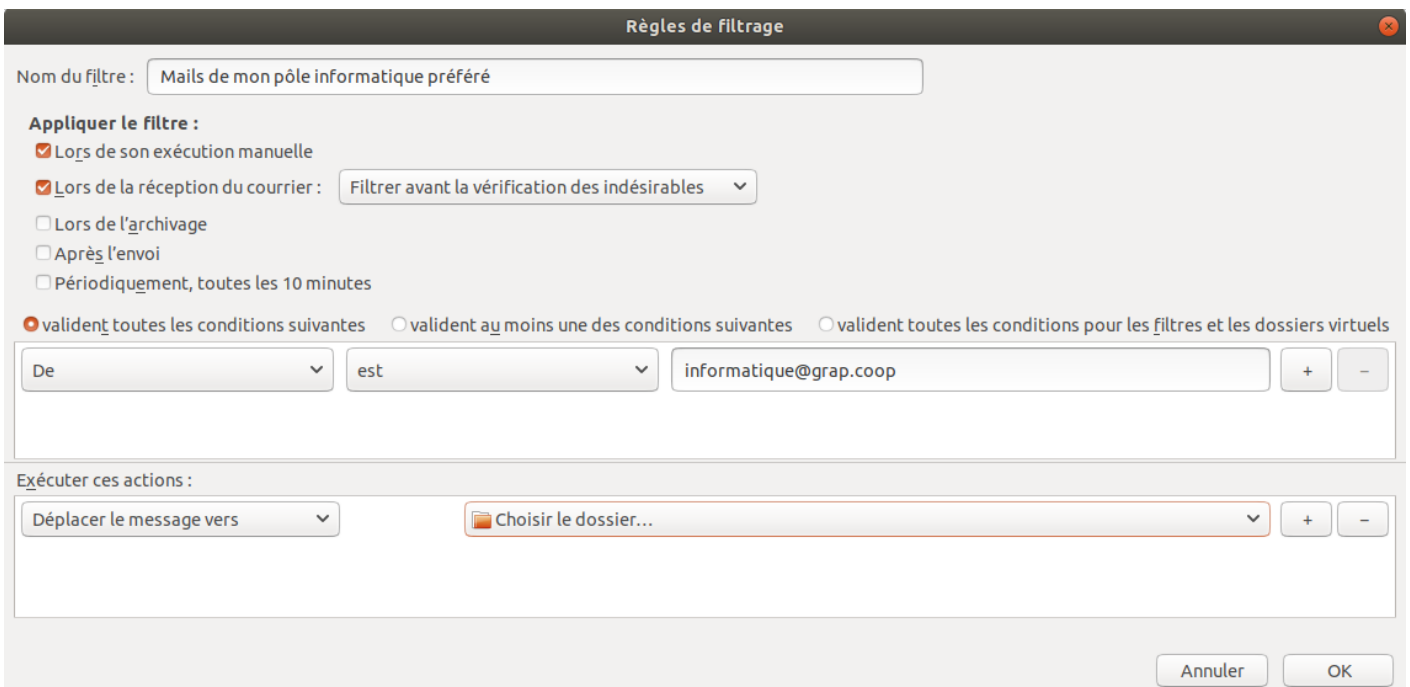 Règles de filtrage
Nom du filtre : Mails de mon pôle informatique préféré
Appliquer le filtre :
Lors de son exécution manuelle
Lors de la réception du courrier : Filtrer avant la vérification des indésirables
Lors de l'archivage
Après l'envoi
Périodiquement, toutes les 10 minutes
valident toutes les conditions suivantes valident au moins une des conditions suivantes valident toutes les conditions pour les filtres et les dossiers virtuels
De est informatique@grap.coop + −
Exécuter ces actions :
Déplacer le message vers Choisir le dossier… + −
Annuler OK